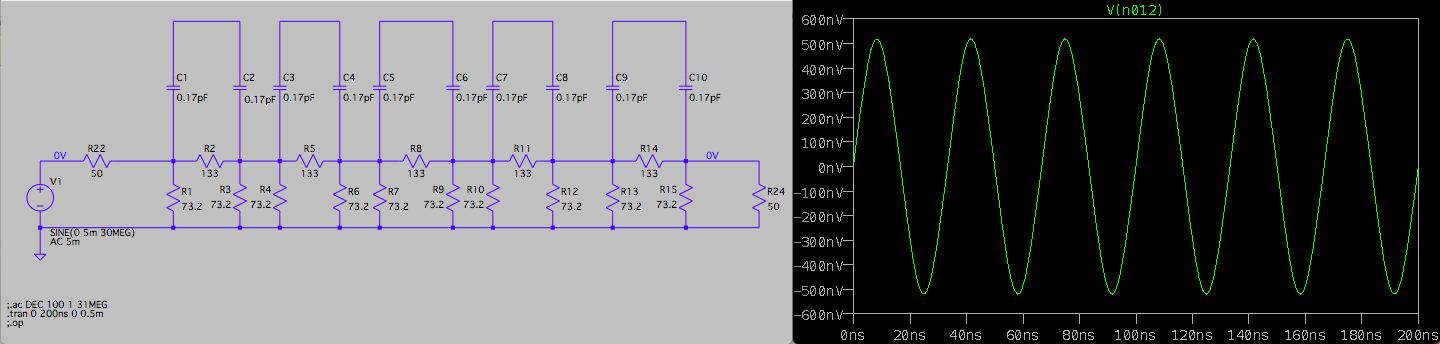 C1 C2 C3 C4 C5 C6 C7 C8 C9 C10
0.17pF 0.17pF 0.17pF 0.17pF 0.17pF 0.17pF 0.17pF 0.17pF 0.17pF 0.17pF
0V R22 R2 R5 R8 R11 R14 0V
50 133 133 133 133 133
V1
R1 R3 R4 R6 R7 R9 R10 R12 R13 R15 R24
73.2 73.2 73.2 73.2 73.2 73.2 73.2 73.2 73.2 73.2 50
SINE(0 5m 30MEG)
AC 5m
;.ac DEC 100 1 31MEG
.tran 0 200ns 0 0.5m
;.op
V(n012)
600nV
500nV
400nV
300nV
200nV
100nV
0nV
-100nV
-200nV
-300nV
-400nV
-500nV
-600nV
0ns 20ns 40ns 60ns 80ns 100ns 120ns 140ns 160ns 180ns 200ns